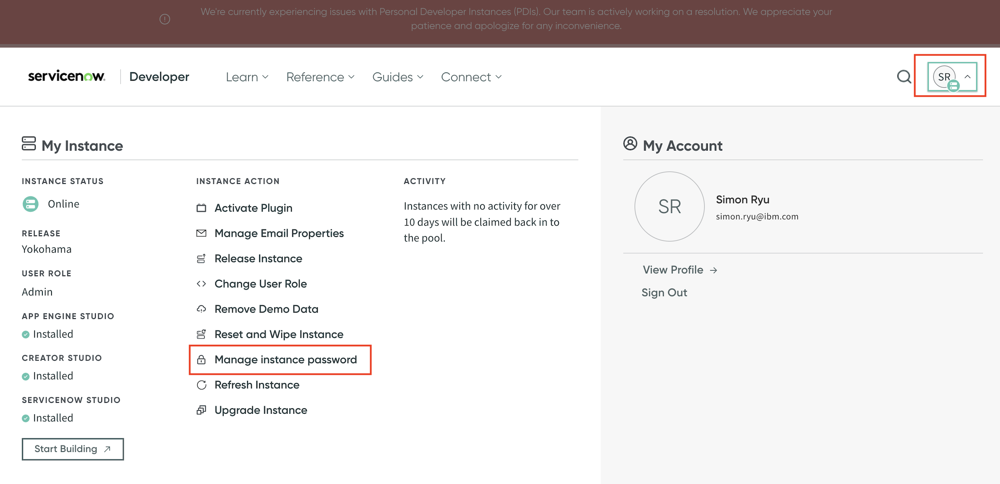 We're currently experiencing issues with Personal Developer Instances (PDIs). Our team is actively working on a resolution. We appreciate your
patience and apologize for any inconvenience.
servicenow Developer Learn Reference Guides Connect SR
My Instance
INSTANCE STATUS
Online
RELEASE
Yokohama
USER ROLE
Admin
APP ENGINE STUDIO
Installed
CREATOR STUDIO
Installed
SERVICENOW STUDIO
Installed
Start Building
INSTANCE ACTION
Activate Plugin
Manage Email Properties
Release Instance
Change User Role
Remove Demo Data
Reset and Wipe Instance
Manage instance password
Refresh Instance
Upgrade Instance
ACTIVITY
Instances with no activity for over
10 days will be claimed back in to
the pool.
My Account
SR
Simon Ryu
simon.ryu@ibm.com
View Profile
Sign Out